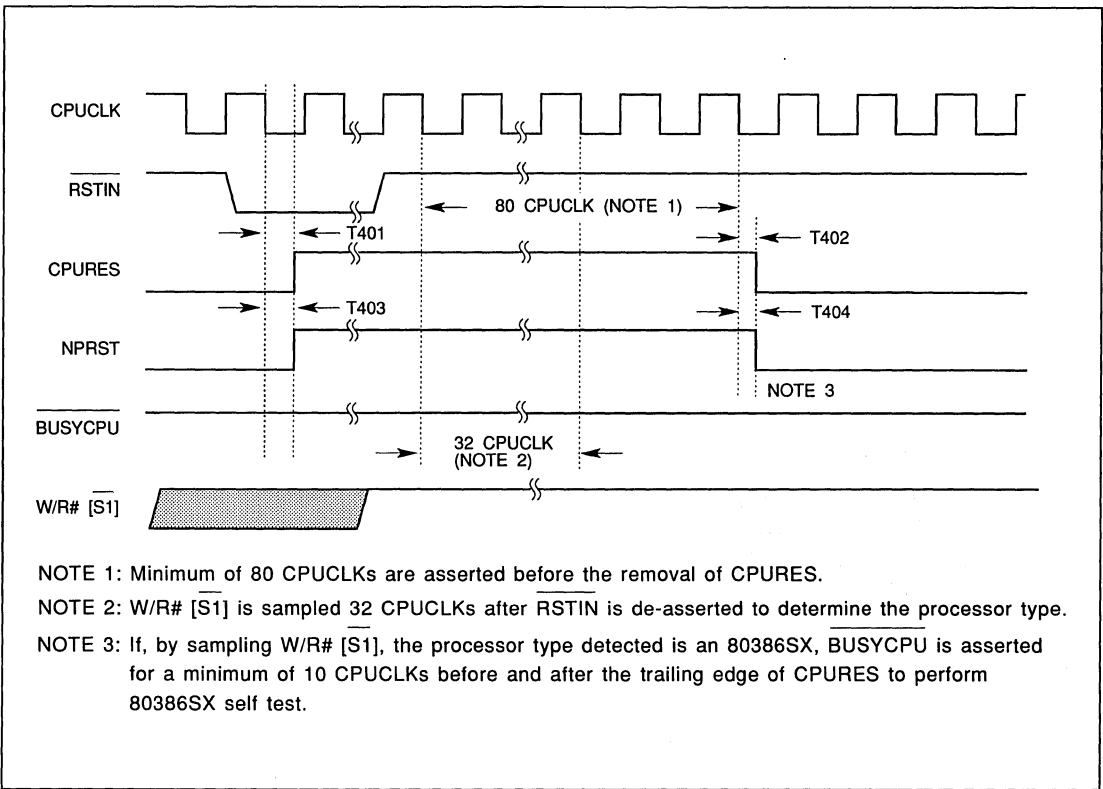 CPUCLK
RSTIN
80 CPUCLK (NOTE 1)
T401
T402
CPURES
T403
T404
NPRST
NOTE 3
BUSYCPU
32 CPUCLK
(NOTE 2)
W/R# [S1]
NOTE 1: Minimum of 80 CPUCLKs are asserted before the removal of CPURES.
NOTE 2: W/R# [S1] is sampled 32 CPUCLKs after RSTIN is de-asserted to determine the processor type.
NOTE 3: If, by sampling W/R# [S1], the processor type detected is an 80386SX, BUSYCPU is asserted
for a minimum of 10 CPUCLKs before and after the trailing edge of CPURES to perform
80386SX self test.